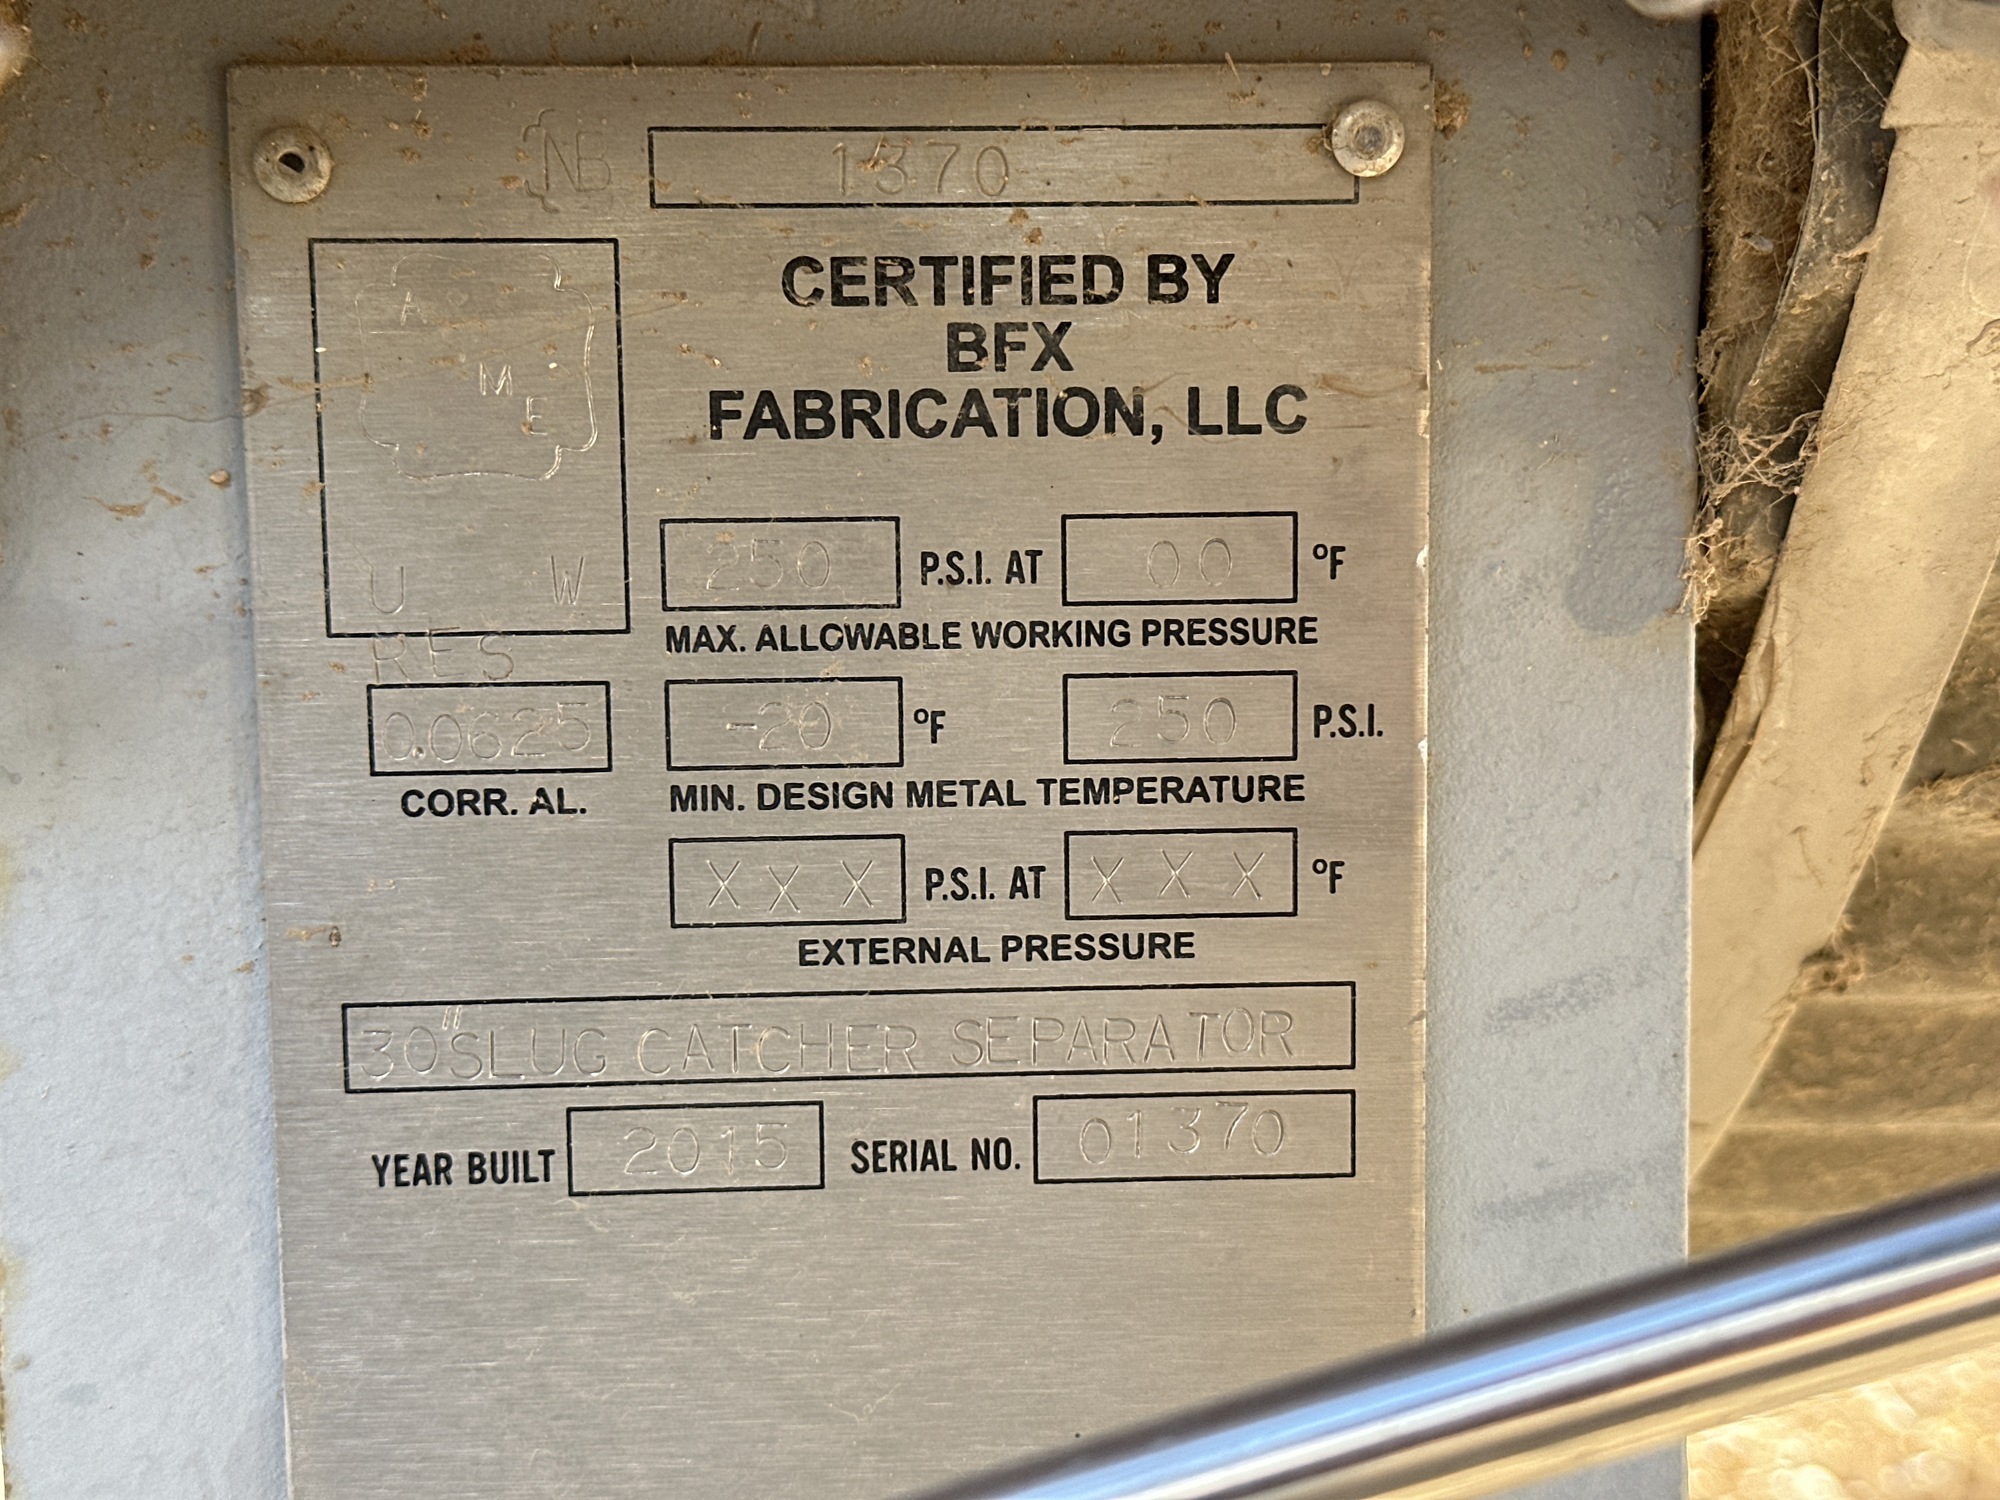 NB 1370
CERTIFIED BY
BFX
FABRICATION, LLC
A
M
E
U W
RES
250 P.S.I. AT 00 °F
MAX. ALLOWABLE WORKING PRESSURE
0.0625 -20 °F 250 P.S.I.
CORR. AL. MIN. DESIGN METAL TEMPERATURE
XXX P.S.I. AT XXX °F
EXTERNAL PRESSURE
30" SLUG CATCHER SEPARATOR
YEAR BUILT 2015 SERIAL NO. 01370